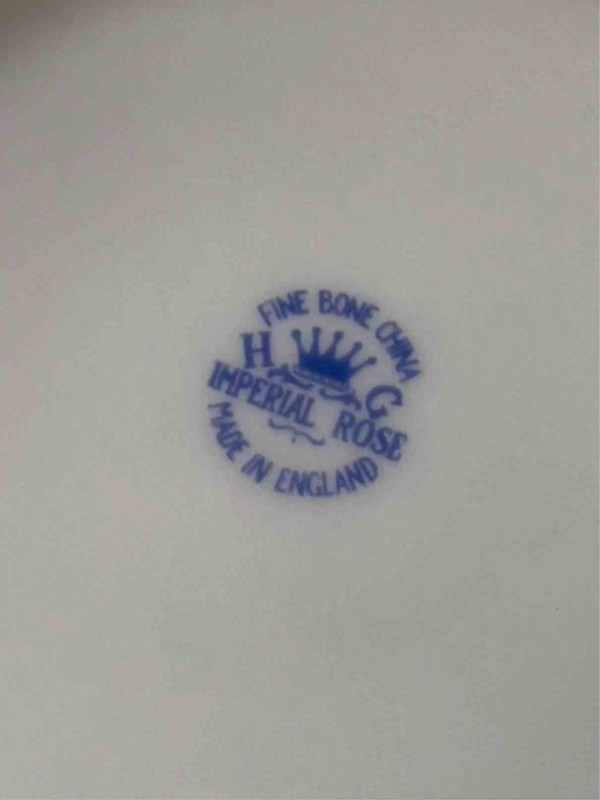 FINE BONE CHINA
H G
IMPERIAL ROSE
MADE IN ENGLAND